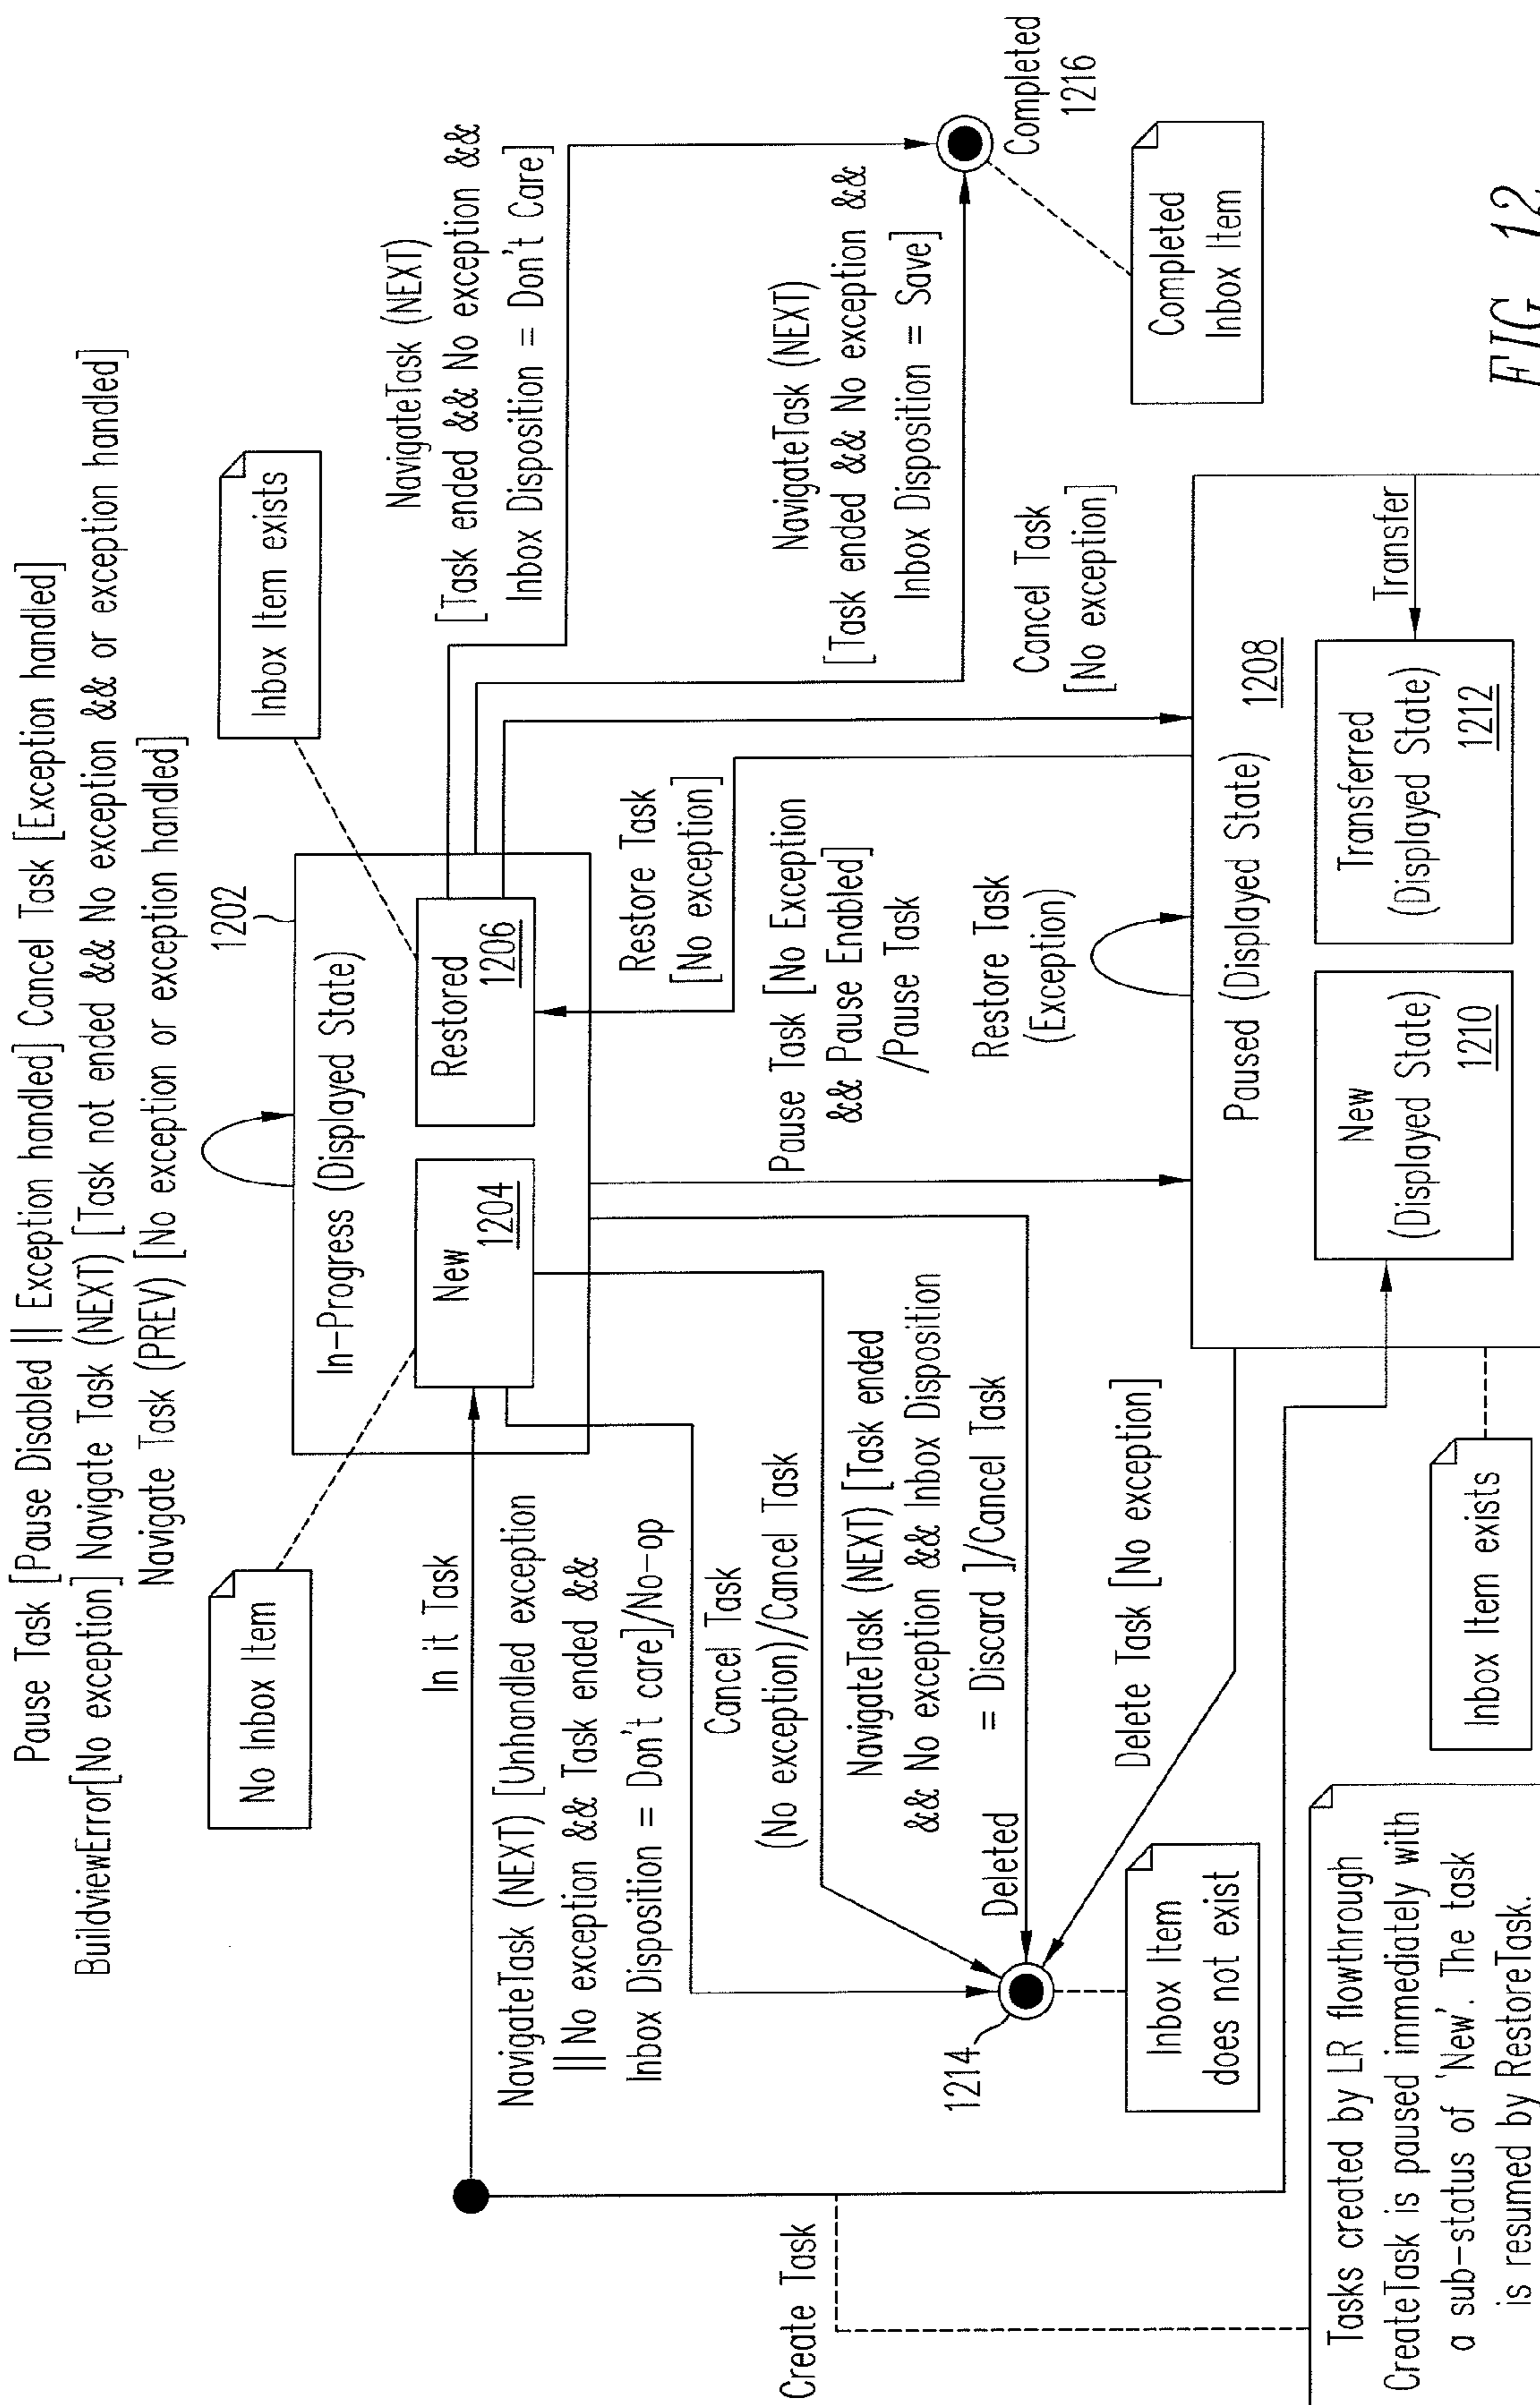 Pause Task [Pause Disabled || Exception handled] Cancel Task [Exception handled]
BuildviewError[No exception] Navigate Task (NEXT) [Task not ended && No exception && or exception handled]
Navigate Task (PREV) [No exception or exception handled]
No Inbox Item
Inbox Item exists
1202
In-Progress (Displayed State)
New
1204
Restored
1206
In it Task
NavigateTask (NEXT) [Unhandled exception
|| No exception && Task ended &&
Inbox Disposition = Don't care]/No-op
Cancel Task
(No exception)/Cancel Task
NavigateTask (NEXT) [Task ended
&& No exception && Inbox Disposition
= Discard ]/Cancel Task
Deleted
Delete Task [No exception]
1214
Inbox Item
does not exist
Pause Task [No Exception
&& Pause Enabled]
/Pause Task
Restore Task
[No exception]
Restore Task
(Exception)
NavigateTask (NEXT)
[Task ended && No exception &&
Inbox Disposition = Don't Care]
NavigateTask (NEXT)
[Task ended && No exception &&
Inbox Disposition = Save]
Cancel Task
[No exception]
Completed
1216
Completed
Inbox Item
Create Task
Tasks created by LR flowthrough
CreateTask is paused immediately with
a sub-status of 'New'. The task
is resumed by RestoreTask.
Inbox Item exists
Paused (Displayed State)
1208
New
(Displayed State)
1210
Transferred
(Displayed State)
1212
Transfer
FIG. 12